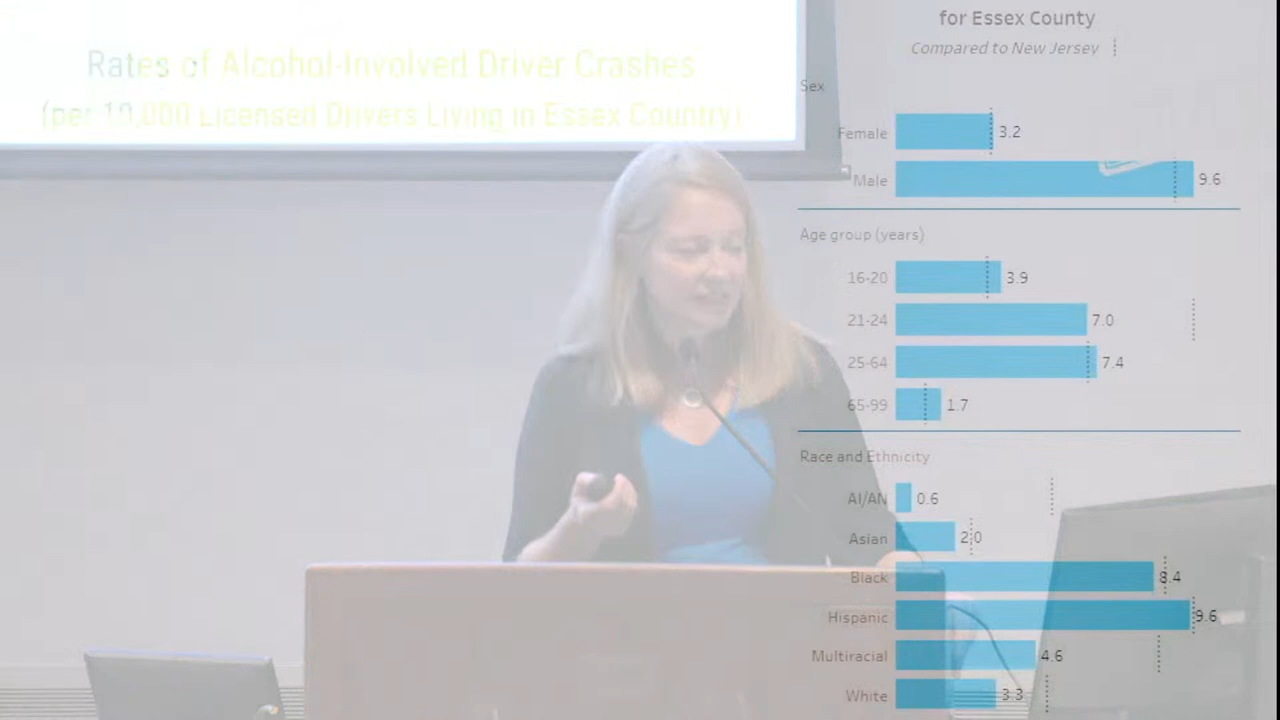 Rates of Alcohol-Involved Driver Crashes
(per 10,000 Licensed Drivers Living in Essex Country)
for Essex County
Compared to New Jersey
Sex
Female 3.2
Male 9.6
Age group (years)
16-20 3.9
21-24 7.0
25-64 7.4
65-99 1.7
Race and Ethnicity
AI/AN 0.6
Asian 2.0
Black 8.4
Hispanic 9.6
Multiracial 4.6
White 3.3